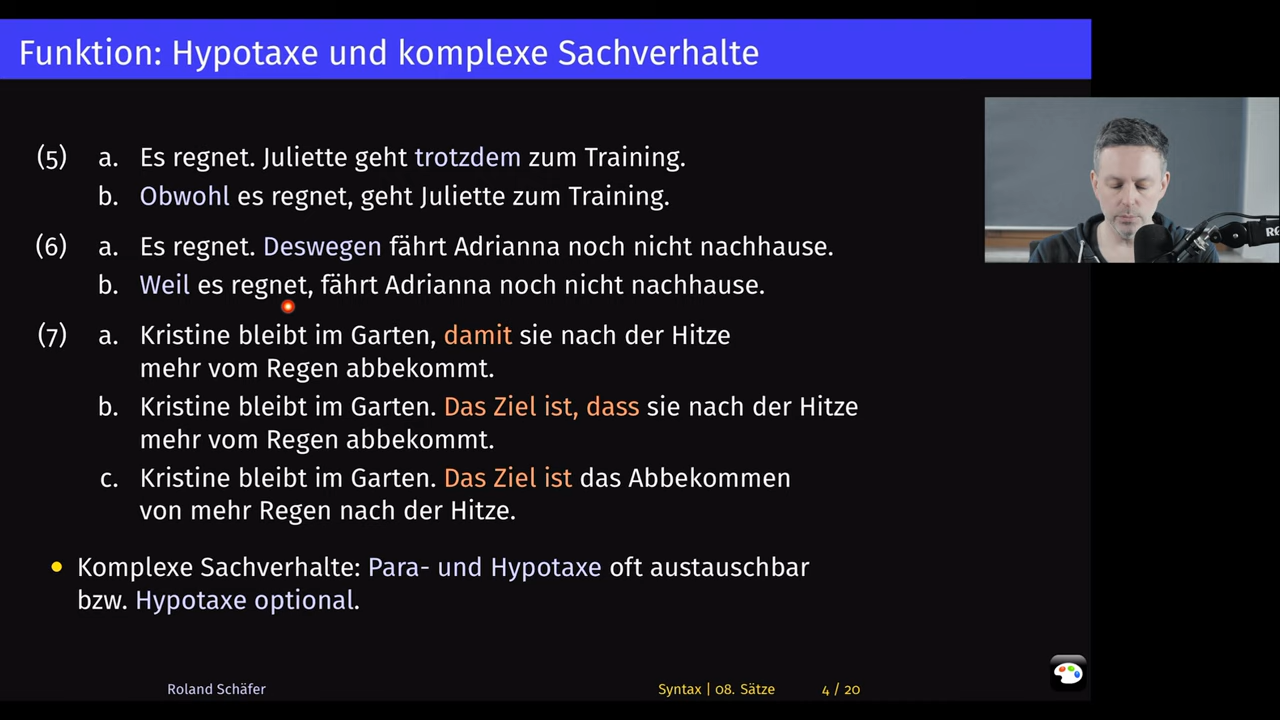 Funktion: Hypotaxe und komplexe Sachverhalte
(5) a. Es regnet. Juliette geht trotzdem zum Training.
b. Obwohl es regnet, geht Juliette zum Training.
(6) a. Es regnet. Deswegen fährt Adrianna noch nicht nachhause.
b. Weil es regnet, fährt Adrianna noch nicht nachhause.
(7) a. Kristine bleibt im Garten, damit sie nach der Hitze
mehr vom Regen abbekommt.
b. Kristine bleibt im Garten. Das Ziel ist, dass sie nach der Hitze
mehr vom Regen abbekommt.
c. Kristine bleibt im Garten. Das Ziel ist das Abbekommen
von mehr Regen nach der Hitze.
• Komplexe Sachverhalte: Para- und Hypotaxe oft austauschbar
bzw. Hypotaxe optional.
Roland Schäfer Syntax | 08. Sätze 4 / 20